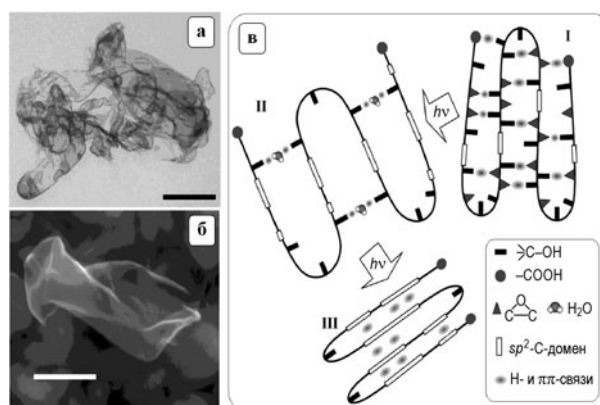 а
б
в
I
II
hν
hν
III
⩾C–OH
–COOH
O
C–C
H₂O
sp²-C-домен
H- и ππ-связи